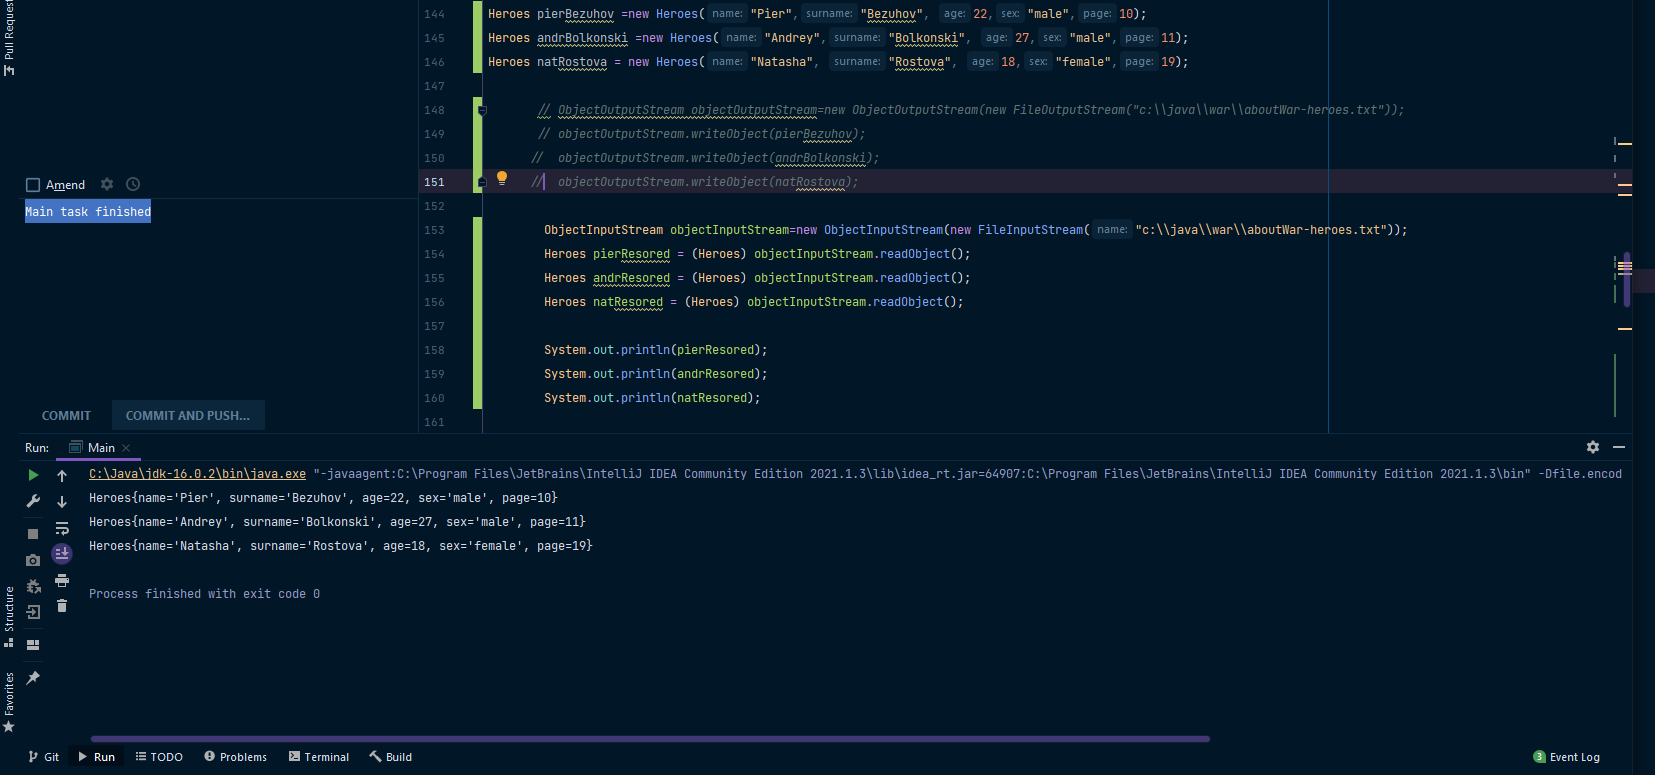 Pull Request
144 Heroes pierBezuhov =new Heroes( name: "Pier", surname: "Bezuhov", age: 22, sex: "male", page: 10);
145 Heroes andrBolkonski =new Heroes( name: "Andrey", surname: "Bolkonski", age: 27, sex: "male", page: 11);
146 Heroes natRostova = new Heroes( name: "Natasha", surname: "Rostova", age: 18, sex: "female", page: 19);
147
148 // ObjectOutputStream objectOutputStream=new ObjectOutputStream(new FileOutputStream("c:\\java\\war\\aboutWar-heroes.txt"));
149 // objectOutputStream.writeObject(pierBezuhov);
150 // objectOutputStream.writeObject(andrBolkonski);
151 // objectOutputStream.writeObject(natRostova);
152
153 ObjectInputStream objectInputStream=new ObjectInputStream(new FileInputStream( name: "c:\\java\\war\\aboutWar-heroes.txt"));
154 Heroes pierResored = (Heroes) objectInputStream.readObject();
155 Heroes andrResored = (Heroes) objectInputStream.readObject();
156 Heroes natResored = (Heroes) objectInputStream.readObject();
157
158 System.out.println(pierResored);
159 System.out.println(andrResored);
160 System.out.println(natResored);
161
Amend
Main task finished
COMMIT COMMIT AND PUSH...
Run: Main
C:\Java\jdk-16.0.2\bin\java.exe "-javaagent:C:\Program Files\JetBrains\IntelliJ IDEA Community Edition 2021.1.3\lib\idea_rt.jar=64907:C:\Program Files\JetBrains\IntelliJ IDEA Community Edition 2021.1.3\bin" -Dfile.encod
Heroes{name='Pier', surname='Bezuhov', age=22, sex='male', page=10}
Heroes{name='Andrey', surname='Bolkonski', age=27, sex='male', page=11}
Heroes{name='Natasha', surname='Rostova', age=18, sex='female', page=19}
Process finished with exit code 0
Structure
Favorites
Git Run TODO Problems Terminal Build 3 Event Log